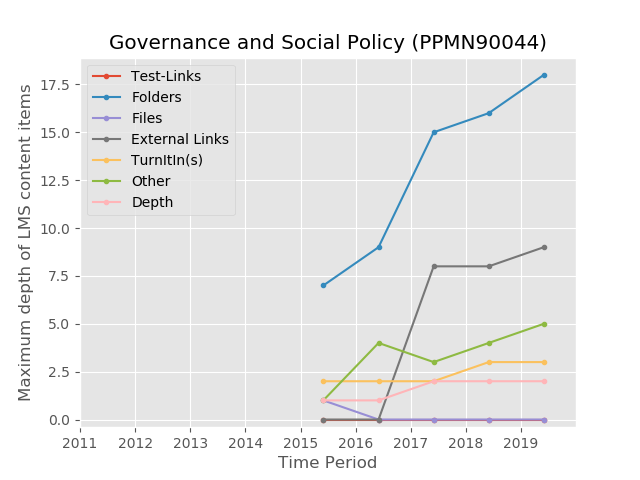 Governance and Social Policy (PPMN90044)
Maximum depth of LMS content items
17.5
15.0
12.5
10.0
7.5
5.0
2.5
0.0
Test-Links
Folders
Files
External Links
TurnItIn(s)
Other
Depth
2011 2012 2013 2014 2015 2016 2017 2018 2019
Time Period